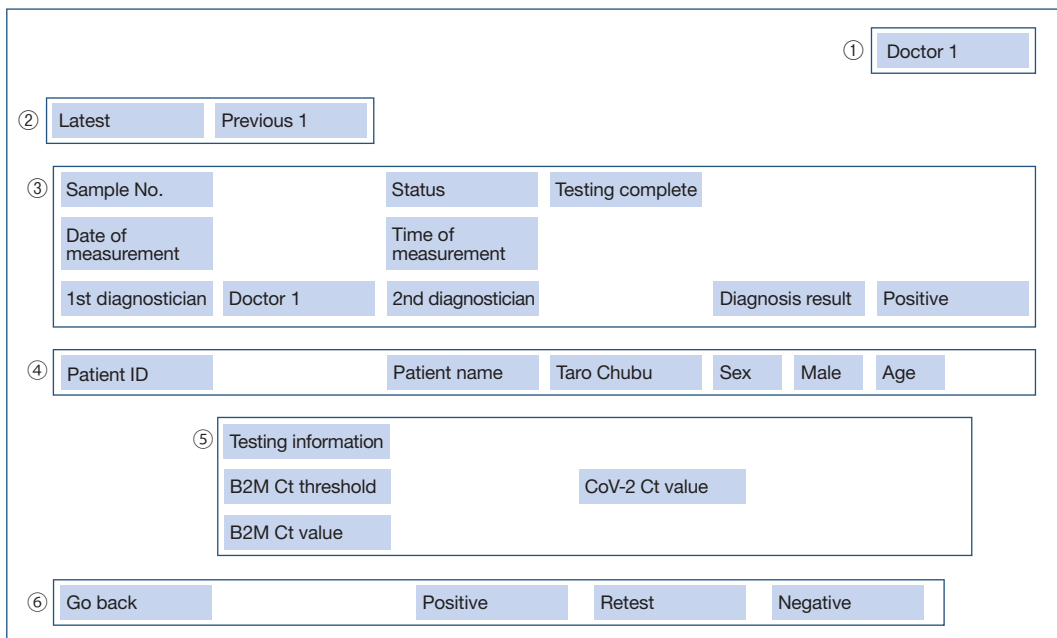 ① Doctor 1
② Latest Previous 1
③ Sample No. Status Testing complete
Date of measurement Time of measurement
1st diagnostician Doctor 1 2nd diagnostician Diagnosis result Positive
④ Patient ID Patient name Taro Chubu Sex Male Age
⑤ Testing information
B2M Ct threshold CoV-2 Ct value
B2M Ct value
⑥ Go back Positive Retest Negative